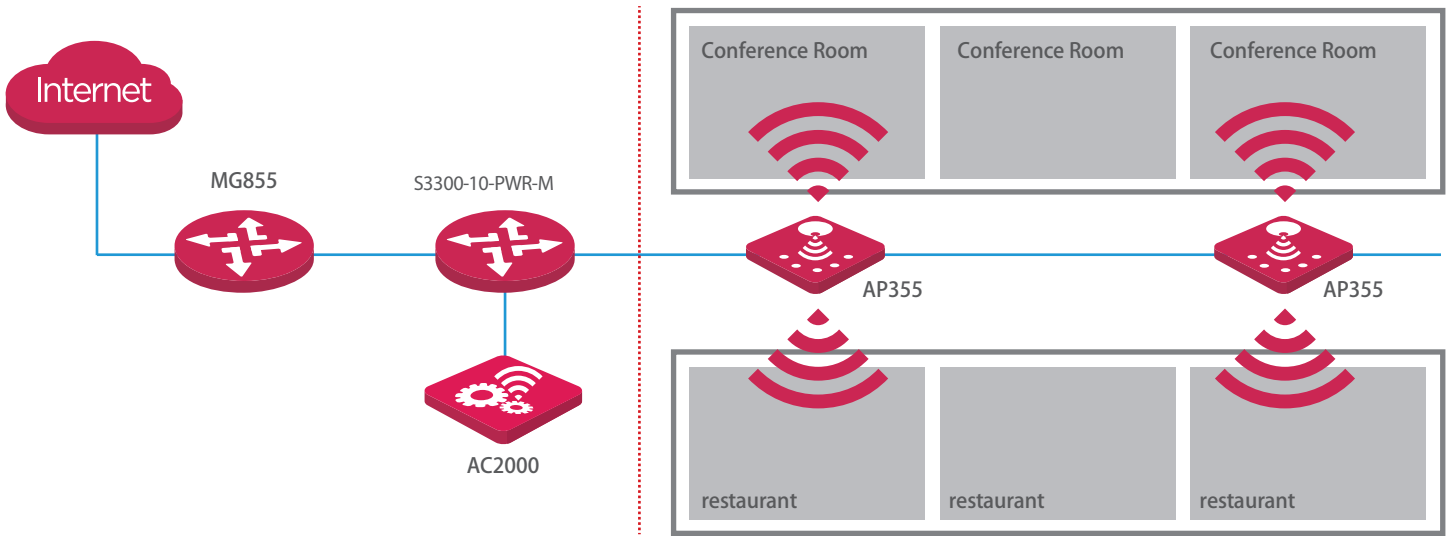 Internet
MG855
S3300-10-PWR-M
AC2000
Conference Room
Conference Room
Conference Room
AP355
AP355
restaurant
restaurant
restaurant